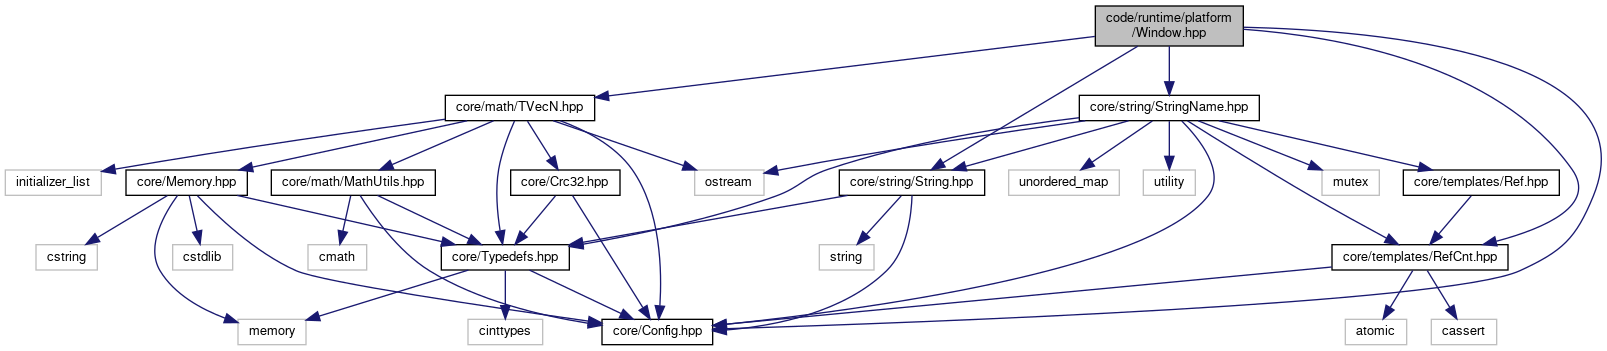 code/runtime/platform
/Window.hpp
core/math/TVecN.hpp
core/string/StringName.hpp
initializer_list
core/Memory.hpp
core/math/MathUtils.hpp
core/Crc32.hpp
ostream
core/string/String.hpp
unordered_map
utility
mutex
core/templates/Ref.hpp
cstring
cstdlib
cmath
core/Typedefs.hpp
string
core/templates/RefCnt.hpp
memory
cinttypes
core/Config.hpp
atomic
cassert